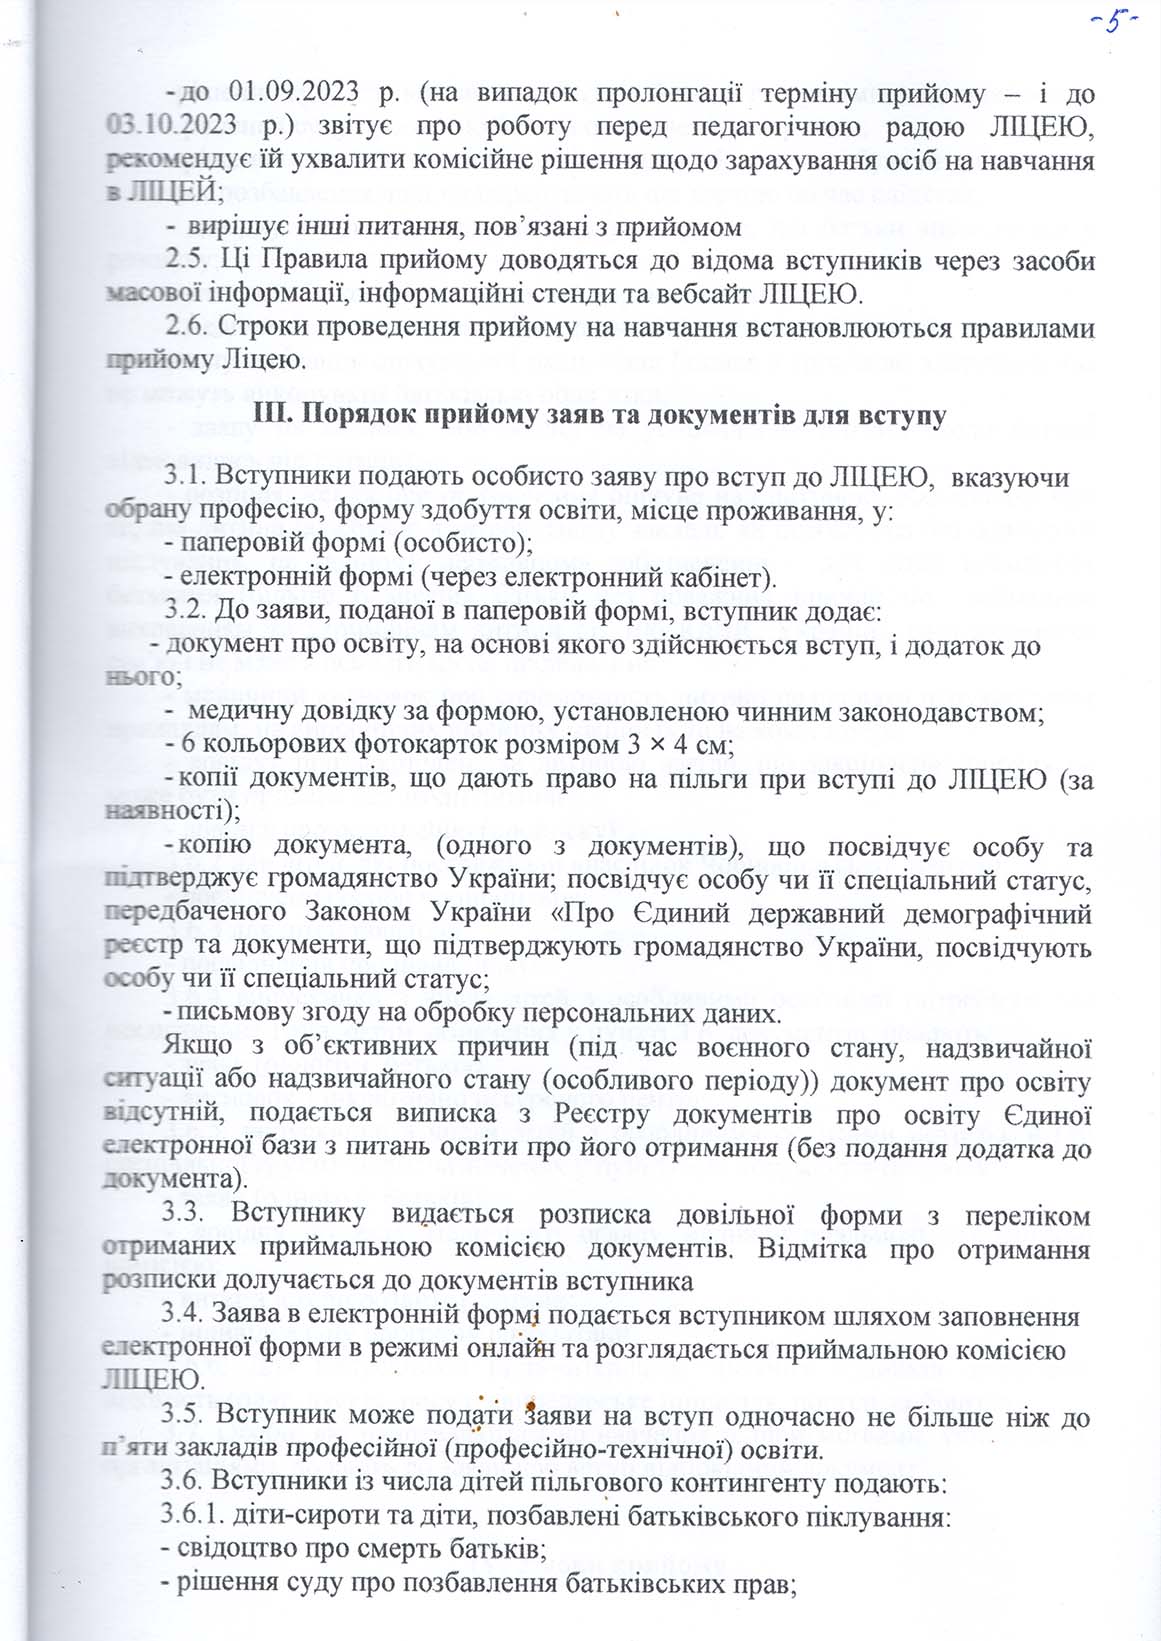 -5-
- до 01.09.2023 р. (на випадок пролонгації терміну прийому – і до
03.10.2023 р.) звітує про роботу перед педагогічною радою ЛІЦЕЮ,
рекомендує їй ухвалити комісійне рішення щодо зарахування осіб на навчання
в ЛІЦЕЙ;
- вирішує інші питання, пов’язані з прийомом
2.5. Ці Правила прийому доводяться до відома вступників через засоби
масової інформації, інформаційні стенди та вебсайт ЛІЦЕЮ.
2.6. Строки проведення прийому на навчання встановлюються правилами
прийому Ліцею.
ІІІ. Порядок прийому заяв та документів для вступу
3.1. Вступники подають особисто заяву про вступ до ЛІЦЕЮ, вказуючи
обрану професію, форму здобуття освіти, місце проживання, у:
- паперовій формі (особисто);
- електронній формі (через електронний кабінет).
3.2. До заяви, поданої в паперовій формі, вступник додає:
- документ про освіту, на основі якого здійснюється вступ, і додаток до
нього;
- медичну довідку за формою, установленою чинним законодавством;
- 6 кольорових фотокарток розміром 3 × 4 см;
- копії документів, що дають право на пільги при вступі до ЛІЦЕЮ (за
наявності);
- копію документа, (одного з документів), що посвідчує особу та
підтверджує громадянство України; посвідчує особу чи її спеціальний статус,
передбаченого Законом України «Про Єдиний державний демографічний
реєстр та документи, що підтверджують громадянство України, посвідчують
особу чи її спеціальний статус;
- письмову згоду на обробку персональних даних.
Якщо з об’єктивних причин (під час воєнного стану, надзвичайної
ситуації або надзвичайного стану (особливого періоду)) документ про освіту
відсутній, подається виписка з Реєстру документів про освіту Єдиної
електронної бази з питань освіти про його отримання (без подання додатка до
документа).
3.3. Вступнику видається розписка довільної форми з переліком
отриманих приймальною комісією документів. Відмітка про отримання
розписки долучається до документів вступника
3.4. Заява в електронній формі подається вступником шляхом заповнення
електронної форми в режимі онлайн та розглядається приймальною комісією
ЛІЦЕЮ.
3.5. Вступник може подати заяви на вступ одночасно не більше ніж до
п’яти закладів професійної (професійно-технічної) освіти.
3.6. Вступники із числа дітей пільгового контингенту подають:
3.6.1. діти-сироти та діти, позбавлені батьківського піклування:
- свідоцтво про смерть батьків;
- рішення суду про позбавлення батьківських прав;